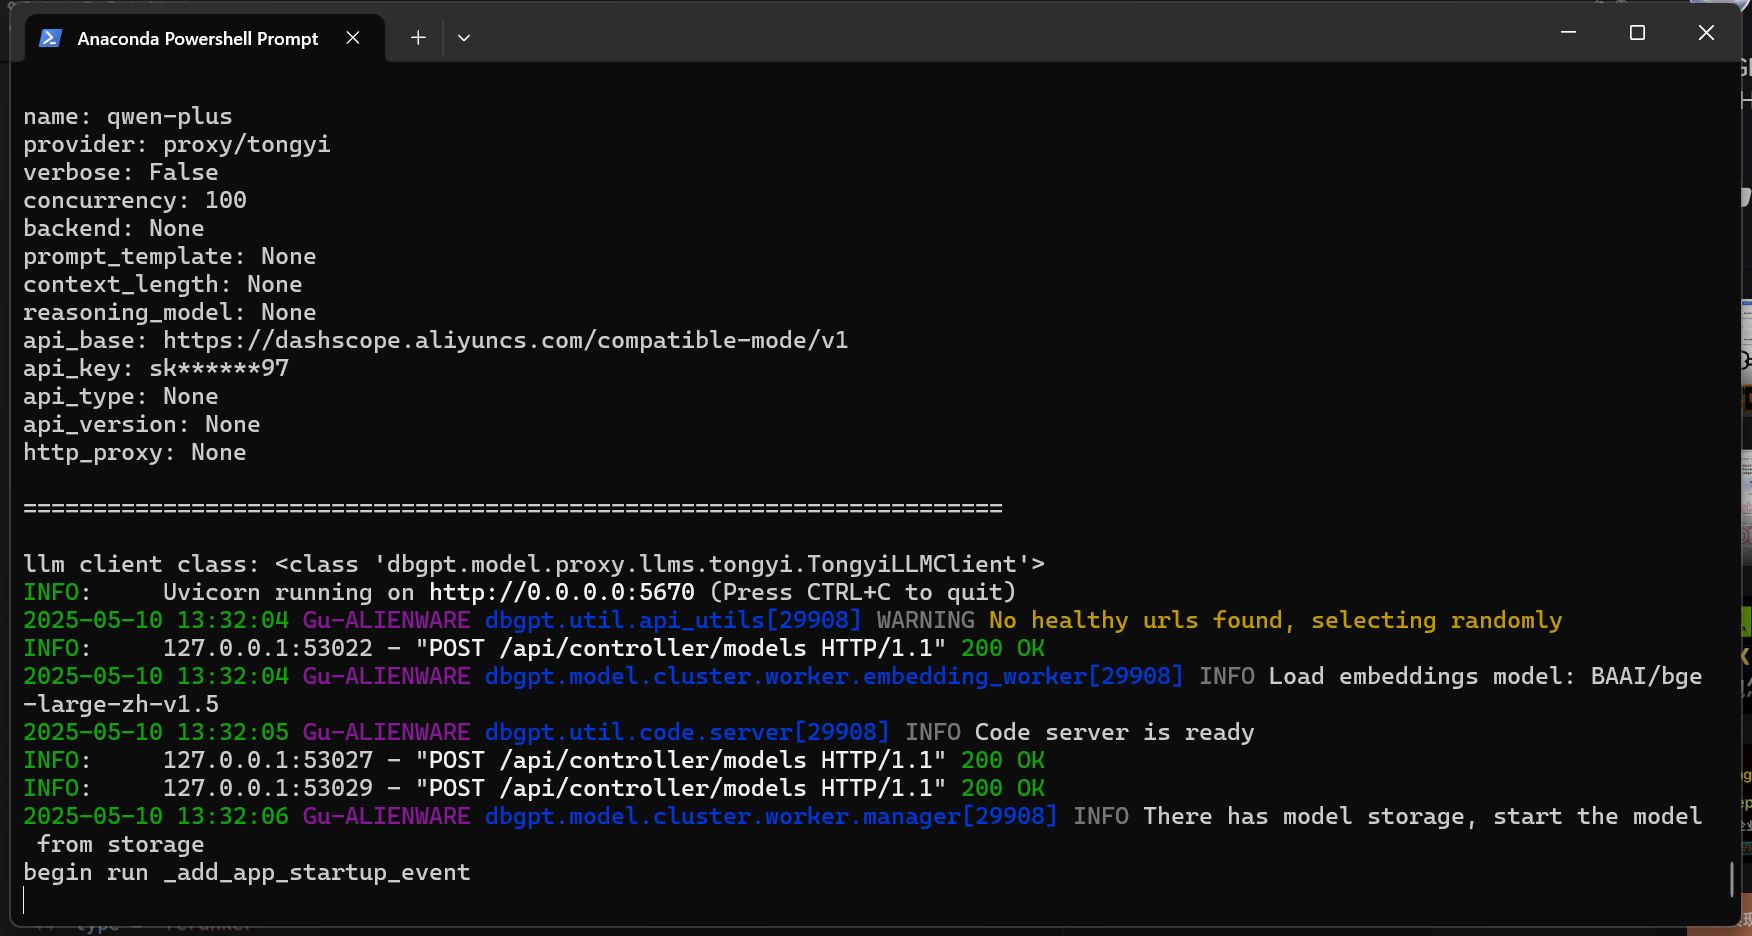 Anaconda Powershell Prompt
name: qwen-plus
provider: proxy/tongyi
verbose: False
concurrency: 100
backend: None
prompt_template: None
context_length: None
reasoning_model: None
api_base: https://dashscope.aliyuncs.com/compatible-mode/v1
api_key: sk******97
api_type: None
api_version: None
http_proxy: None
======================================================================
llm client class: <class 'dbgpt.model.proxy.llms.tongyi.TongyiLLMClient'>
INFO:     Uvicorn running on http://0.0.0.0:5670 (Press CTRL+C to quit)
2025-05-10 13:32:04 Gu-ALIENWARE dbgpt.util.api_utils[29908] WARNING No healthy urls found, selecting randomly
INFO:     127.0.0.1:53022 - "POST /api/controller/models HTTP/1.1" 200 OK
2025-05-10 13:32:04 Gu-ALIENWARE dbgpt.model.cluster.worker.embedding_worker[29908] INFO Load embeddings model: BAAI/bge
-large-zh-v1.5
2025-05-10 13:32:05 Gu-ALIENWARE dbgpt.util.code.server[29908] INFO Code server is ready
INFO:     127.0.0.1:53027 - "POST /api/controller/models HTTP/1.1" 200 OK
INFO:     127.0.0.1:53029 - "POST /api/controller/models HTTP/1.1" 200 OK
2025-05-10 13:32:06 Gu-ALIENWARE dbgpt.model.cluster.worker.manager[29908] INFO There has model storage, start the model
 from storage
begin run _add_app_startup_event